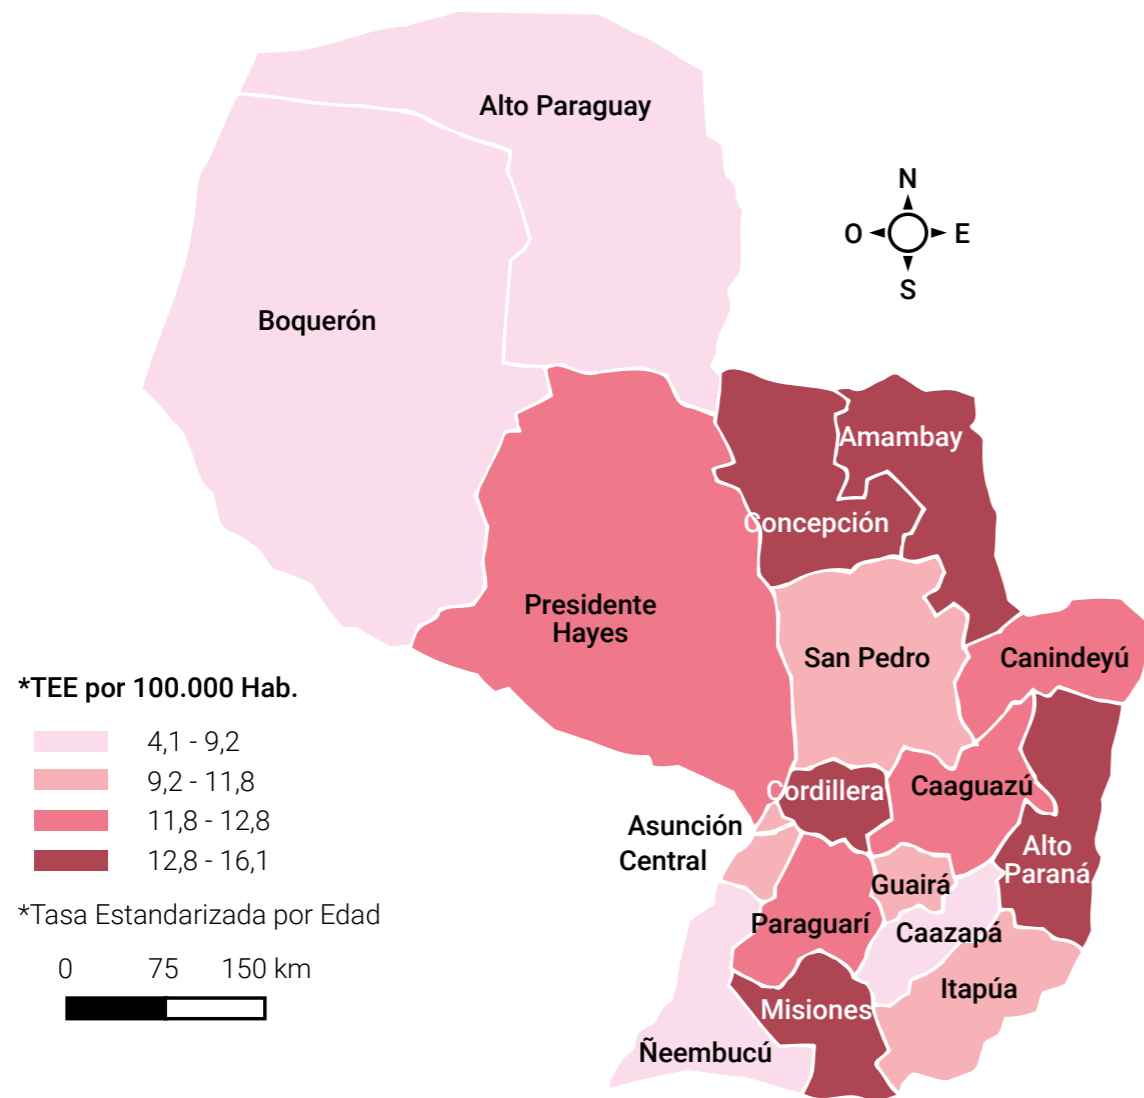 Alto Paraguay
N
O
E
S
Boquerón
Amambay
Concepción
Presidente
Hayes
San Pedro
Canindeyú
*TEE por 100.000 Hab.
4,1 - 9,2
9,2 - 11,8
11,8 - 12,8
12,8 - 16,1
*Tasa Estandarizada por Edad
0 75 150 km
Cordillera
Caaguazú
Asunción
Central
Alto
Paraná
Guairá
Paraguarí
Caazapá
Itapúa
Misiones
Ñeembucú